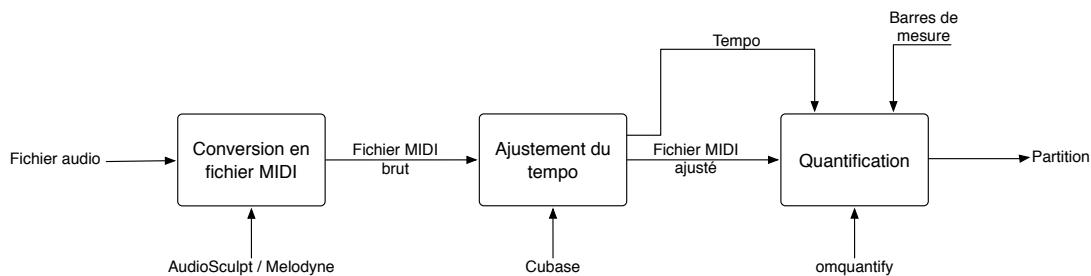 Barres de
mesure
Tempo
Fichier audio
Conversion en
fichier MIDI
Fichier MIDI
brut
Ajustement du
tempo
Fichier MIDI
ajusté
Quantification
Partition
AudioSculpt / Melodyne
Cubase
omquantify